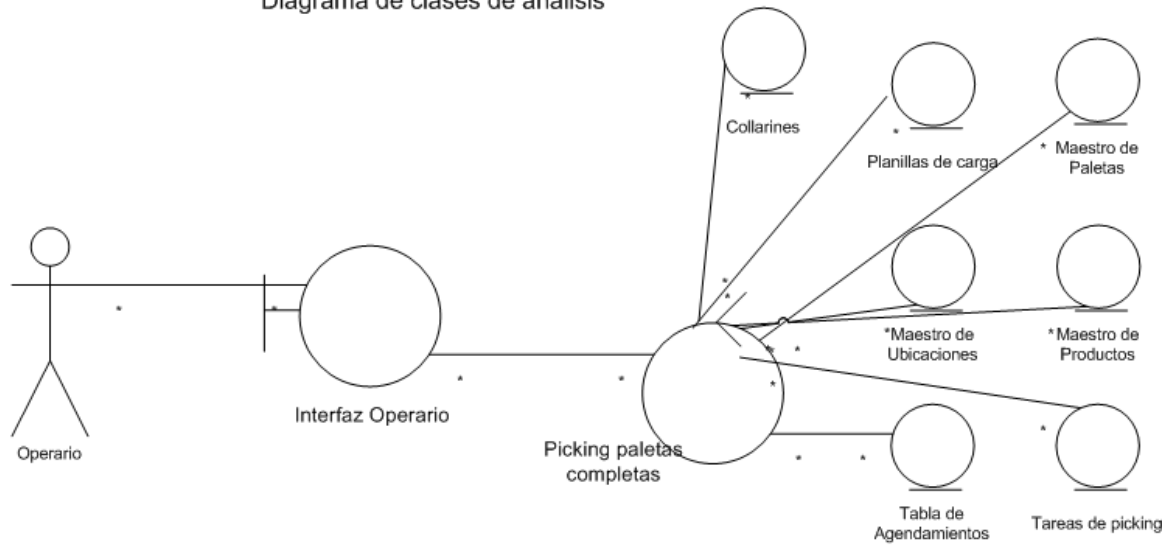 Diagrama de clases de análisis
*
Collarines
*
Planillas de carga
* Maestro de
Paletas
*
*
*
*
*Maestro de
Ubicaciones
*Maestro de
Productos
*
*
*
*
*
*
Interfaz Operario
*
Picking paletas
completas
Operario
*
*
Tabla de
Agendamientos
Tareas de picking